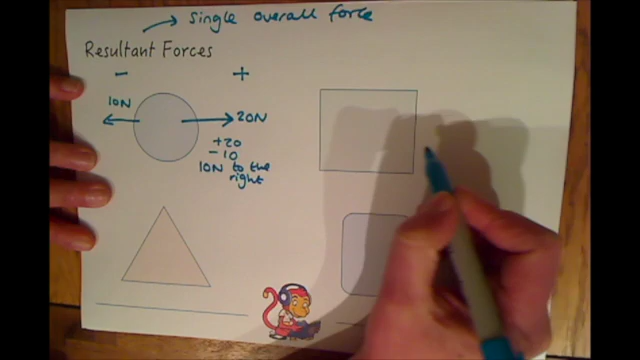 single overall force
Resultant Forces
- +
10N 20N
+20
-10
10N to the
right